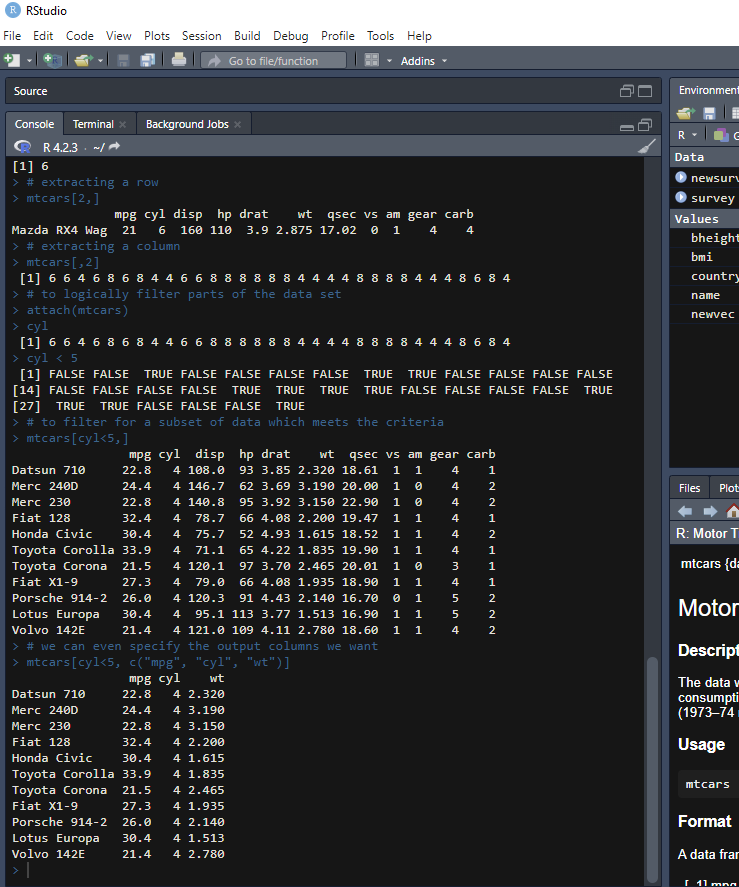 RStudio
File Edit Code View Plots Session Build Debug Profile Tools Help
Go to file/function Addins
Source
Console Terminal Background Jobs
R 4.2.3 · ~/
[1] 6
> # extracting a row
> mtcars[2,]
mpg cyl disp hp drat wt qsec vs am gear carb
Mazda RX4 Wag 21 6 160 110 3.9 2.875 17.02 0 1 4 4
> # extracting a column
> mtcars[,2]
[1] 6 6 4 6 8 6 8 4 4 6 6 8 8 8 8 8 8 4 4 4 4 8 8 8 8 4 4 4 8 6 8 4
> # to logically filter parts of the data set
> attach(mtcars)
> cyl
[1] 6 6 4 6 8 6 8 4 4 6 6 8 8 8 8 8 8 4 4 4 4 8 8 8 8 4 4 4 8 6 8 4
> cyl < 5
[1] FALSE FALSE TRUE FALSE FALSE FALSE FALSE TRUE TRUE FALSE FALSE FALSE FALSE
[14] FALSE FALSE FALSE FALSE TRUE TRUE TRUE TRUE FALSE FALSE FALSE FALSE TRUE
[27] TRUE TRUE FALSE FALSE FALSE TRUE
> # to filter for a subset of data which meets the criteria
> mtcars[cyl<5,]
mpg cyl disp hp drat wt qsec vs am gear carb
Datsun 710 22.8 4 108.0 93 3.85 2.320 18.61 1 1 4 1
Merc 240D 24.4 4 146.7 62 3.69 3.190 20.00 1 0 4 2
Merc 230 22.8 4 140.8 95 3.92 3.150 22.90 1 0 4 2
Fiat 128 32.4 4 78.7 66 4.08 2.200 19.47 1 1 4 1
Honda Civic 30.4 4 75.7 52 4.93 1.615 18.52 1 1 4 2
Toyota Corolla 33.9 4 71.1 65 4.22 1.835 19.90 1 1 4 1
Toyota Corona 21.5 4 120.1 97 3.70 2.465 20.01 1 0 3 1
Fiat X1-9 27.3 4 79.0 66 4.08 1.935 18.90 1 1 4 1
Porsche 914-2 26.0 4 120.3 91 4.43 2.140 16.70 0 1 5 2
Lotus Europa 30.4 4 95.1 113 3.77 1.513 16.90 1 1 5 2
Volvo 142E 21.4 4 121.0 109 4.11 2.780 18.60 1 1 4 2
> # we can even specify the output columns we want
> mtcars[cyl<5, c("mpg", "cyl", "wt")]
mpg cyl wt
Datsun 710 22.8 4 2.320
Merc 240D 24.4 4 3.190
Merc 230 22.8 4 3.150
Fiat 128 32.4 4 2.200
Honda Civic 30.4 4 1.615
Toyota Corolla 33.9 4 1.835
Toyota Corona 21.5 4 2.465
Fiat X1-9 27.3 4 1.935
Porsche 914-2 26.0 4 2.140
Lotus Europa 30.4 4 1.513
Volvo 142E 21.4 4 2.780
>
Environment
R
Data
newsurv
survey
Values
bheight
bmi
country
name
newvec
Files Plot
R: Motor T
mtcars {da
Motor
Descript
The data w
consumpti
(1973–74
Usage
mtcars
Format
A data fran
[, 1] mpg